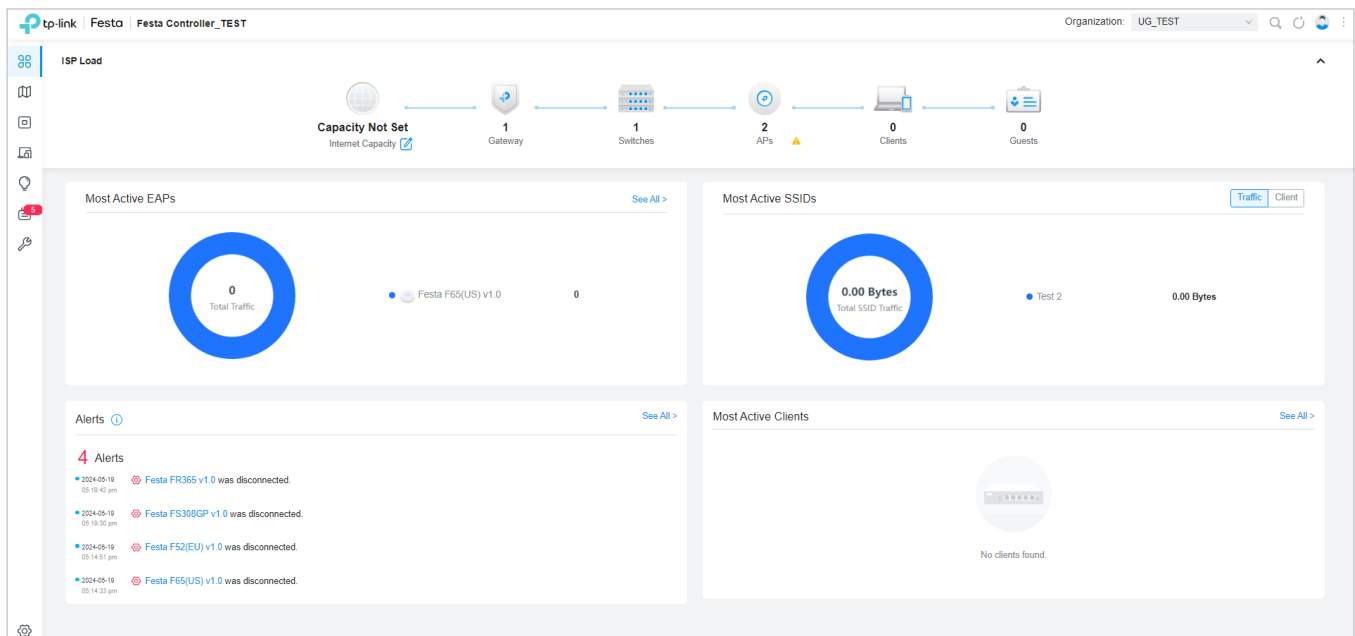 tp-link | Festa | Festa Controller_TEST
Organization: UG_TEST
ISP Load
Capacity Not Set
Internet Capacity
1
Gateway
1
Switches
2
APs
0
Clients
0
Guests
5
Most Active EAPs
See All >
0
Total Traffic
Festa F65(US) v1.0
0
Most Active SSIDs
Traffic
Client
0.00 Bytes
Total SSID Traffic
Test 2
0.00 Bytes
Alerts
See All >
4 Alerts
2024-05-19
05:19:42 pm
Festa FR365 v1.0 was disconnected.
2024-05-19
05:19:30 pm
Festa FS308GP v1.0 was disconnected.
2024-05-19
05:14:51 pm
Festa F52(EU) v1.0 was disconnected.
2024-05-19
05:14:33 pm
Festa F65(US) v1.0 was disconnected.
Most Active Clients
See All >
No clients found.